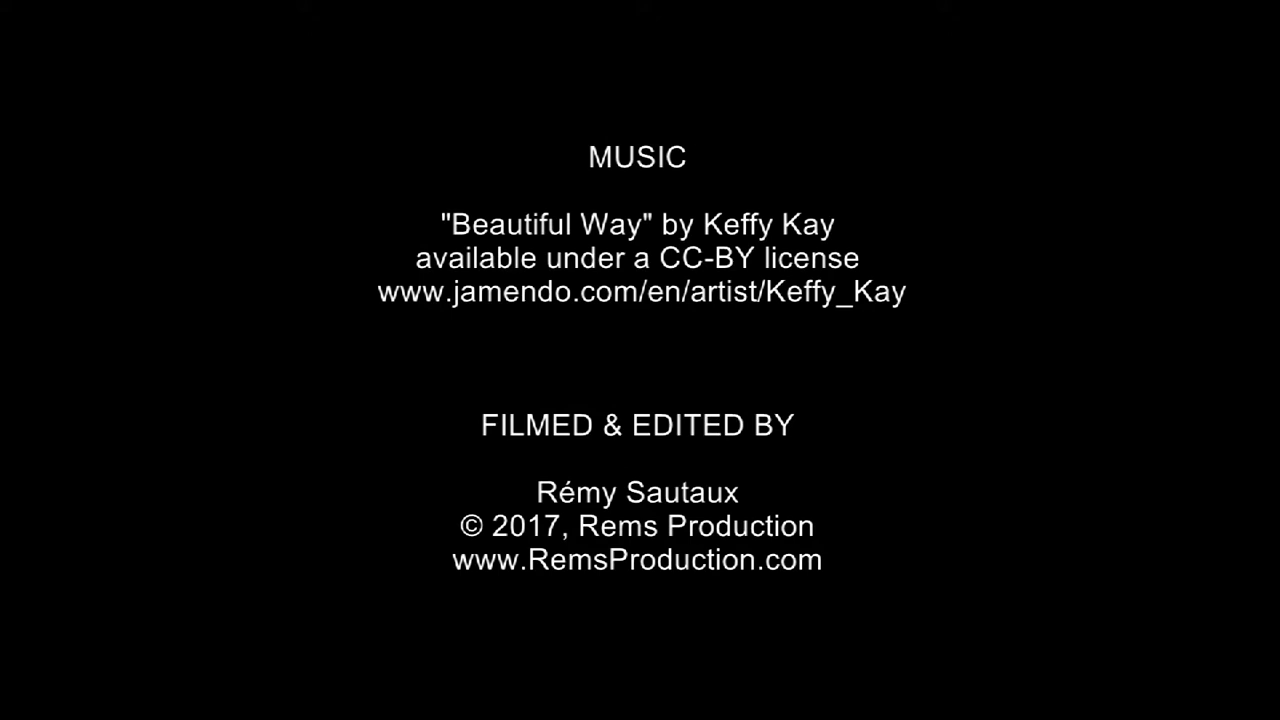 MUSIC
"Beautiful Way" by Keffy Kay
available under a CC-BY license
www.jamendo.com/en/artist/Keffy_Kay
FILMED & EDITED BY
Rémy Sautaux
© 2017, Rems Production
www.RemsProduction.com